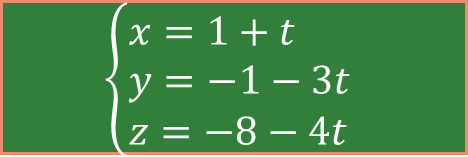 x = 1 + t
y = −1 − 3t
z = −8 − 4t